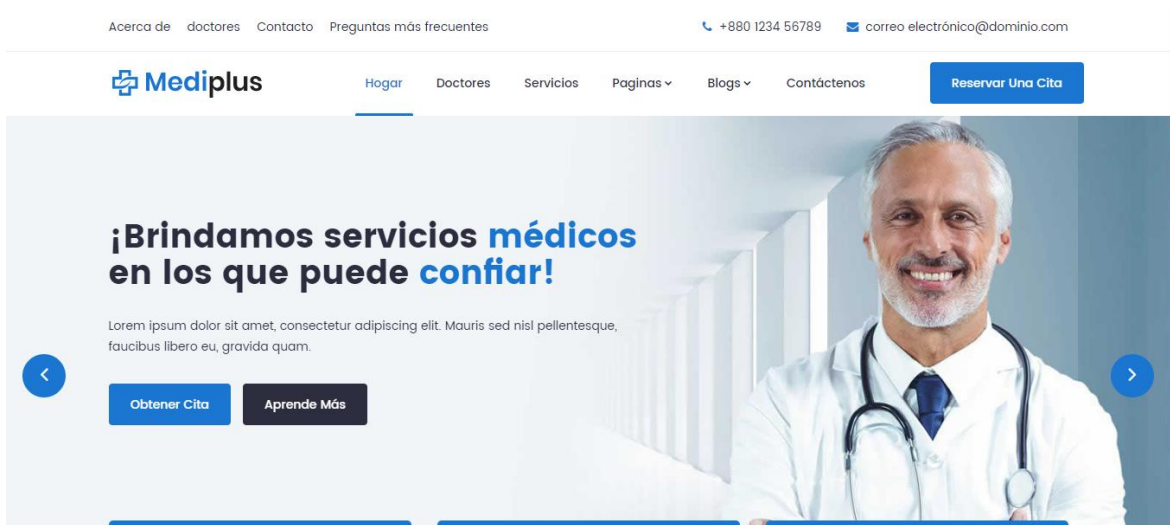 Acerca de doctores Contacto Preguntas más frecuentes +880 1234 56789 correo electrónico@dominio.com
Mediplus Hogar Doctores Servicios Paginas Blogs Contáctenos Reservar Una Cita
¡Brindamos servicios médicos
en los que puede confiar!
Lorem ipsum dolor sit amet, consectetur adipiscing elit. Mauris sed nisl pellentesque,
faucibus libero eu, gravida quam.
Obtener Cita Aprende Más